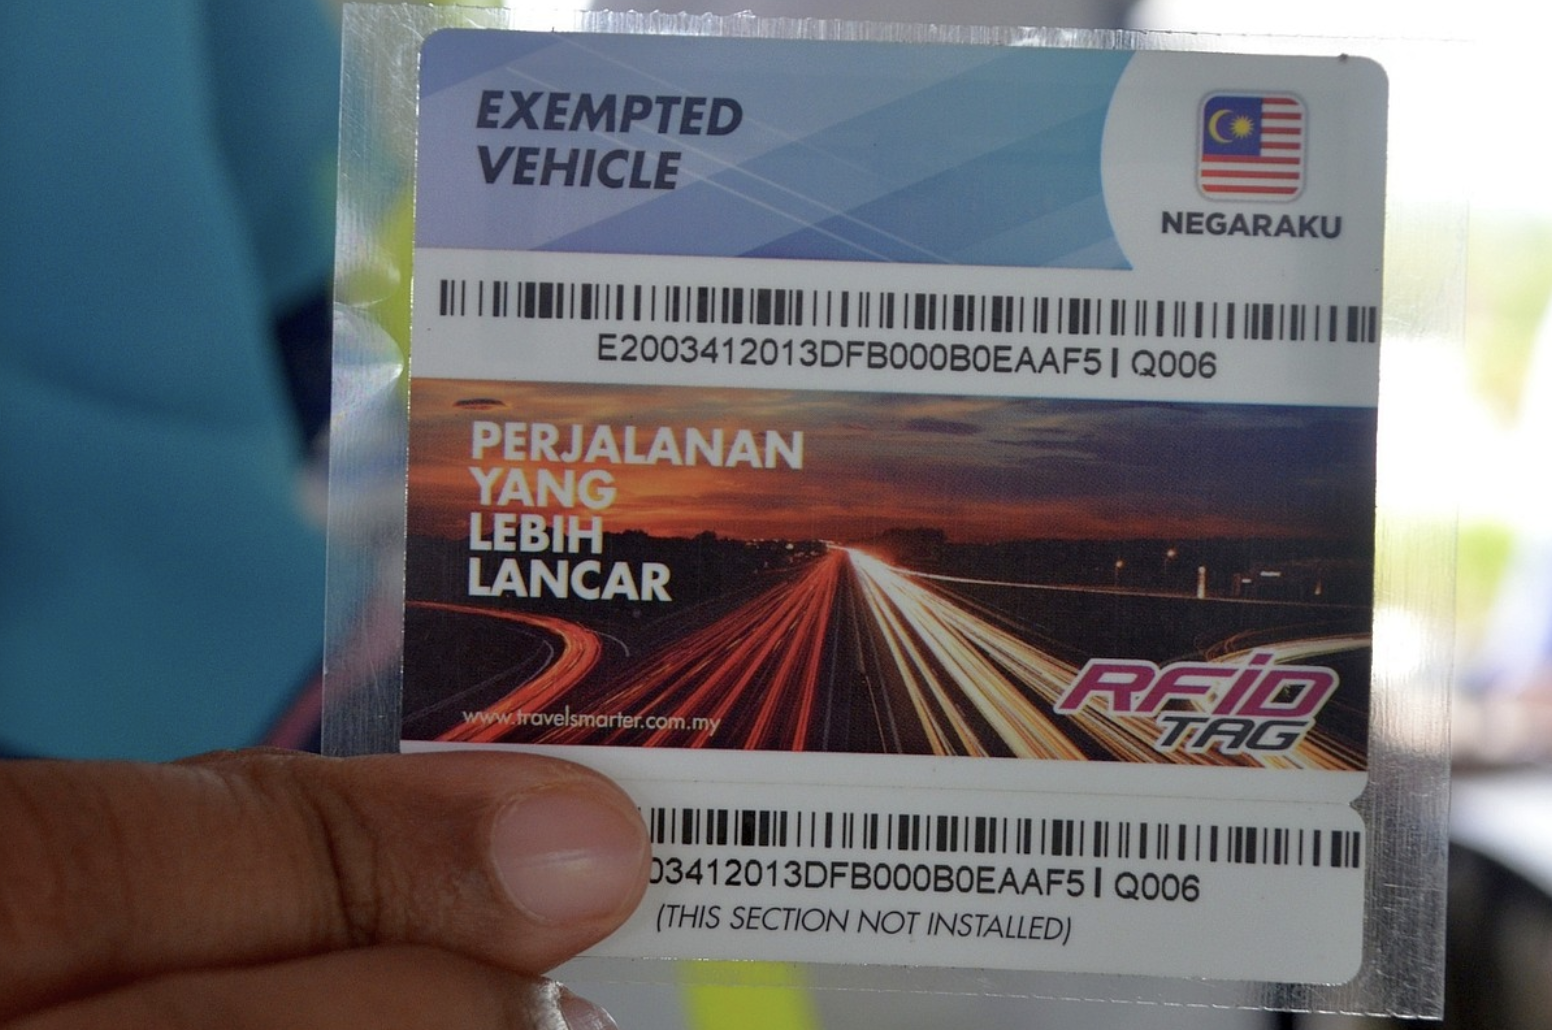 EXEMPTED
VEHICLE
NEGARAKU
E2003412013DFB000B0EAAF5 | Q006
PERJALANAN
YANG
LEBIH
LANCAR
www.travelsmarter.com.my
RFiD
TAG
03412013DFB000B0EAAF5 | Q006
(THIS SECTION NOT INSTALLED)